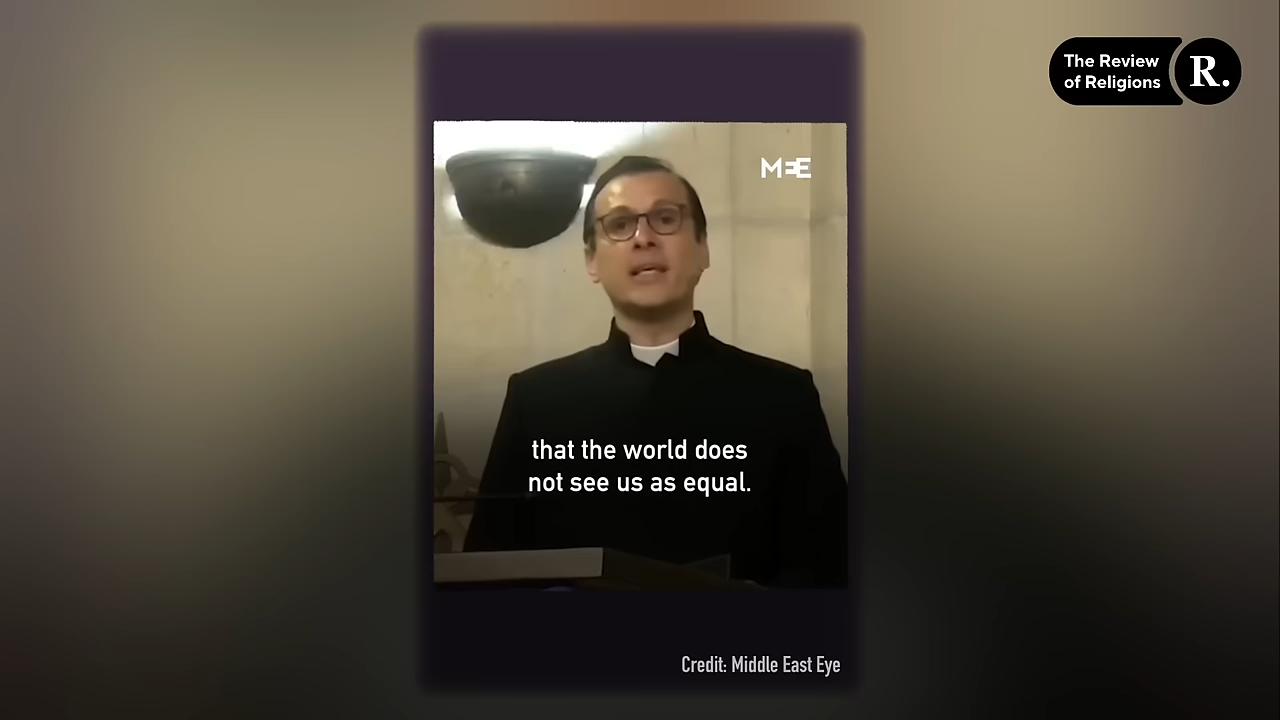 The Review
of Religions
R.
MEE
that the world does
not see us as equal.
Credit: Middle East Eye